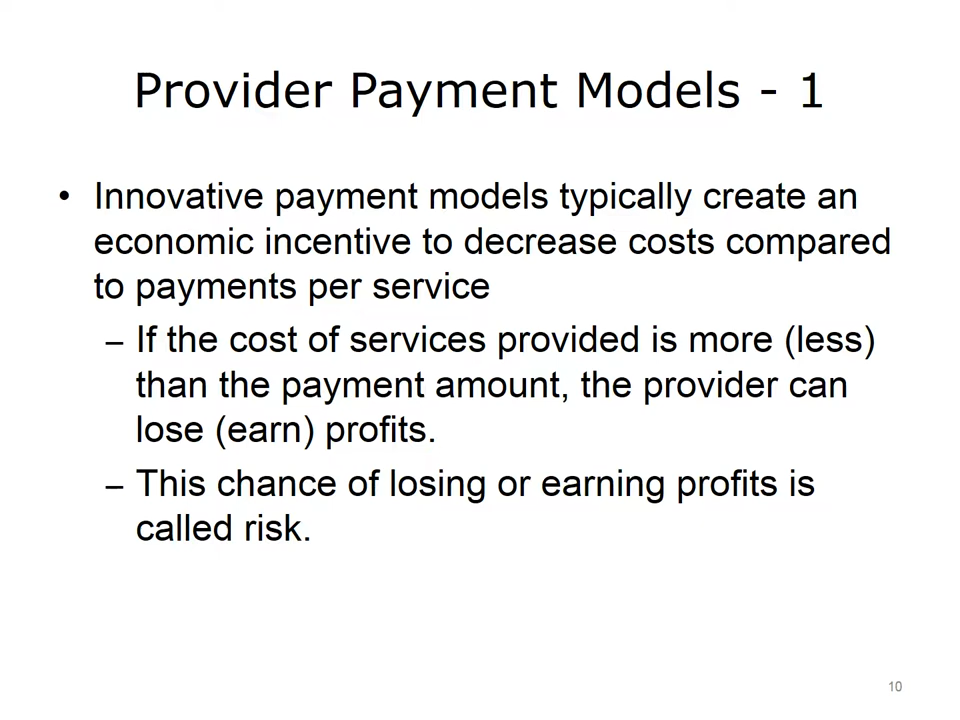 Provider Payment Models - 1
• Innovative payment models typically create an
economic incentive to decrease costs compared
to payments per service
– If the cost of services provided is more (less)
than the payment amount, the provider can
lose (earn) profits.
– This chance of losing or earning profits is
called risk.
10